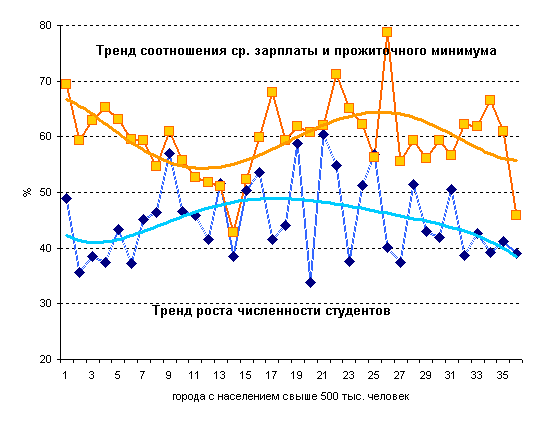 80
Тренд соотношения ср. зарплаты и прожиточного минимума
70
60
50
%
40
30
Тренд роста численности студентов
20
1 3 5 7 9 11 13 15 17 19 21 23 25 27 29 31 33 35
города с населением свыше 500 тыс. человек